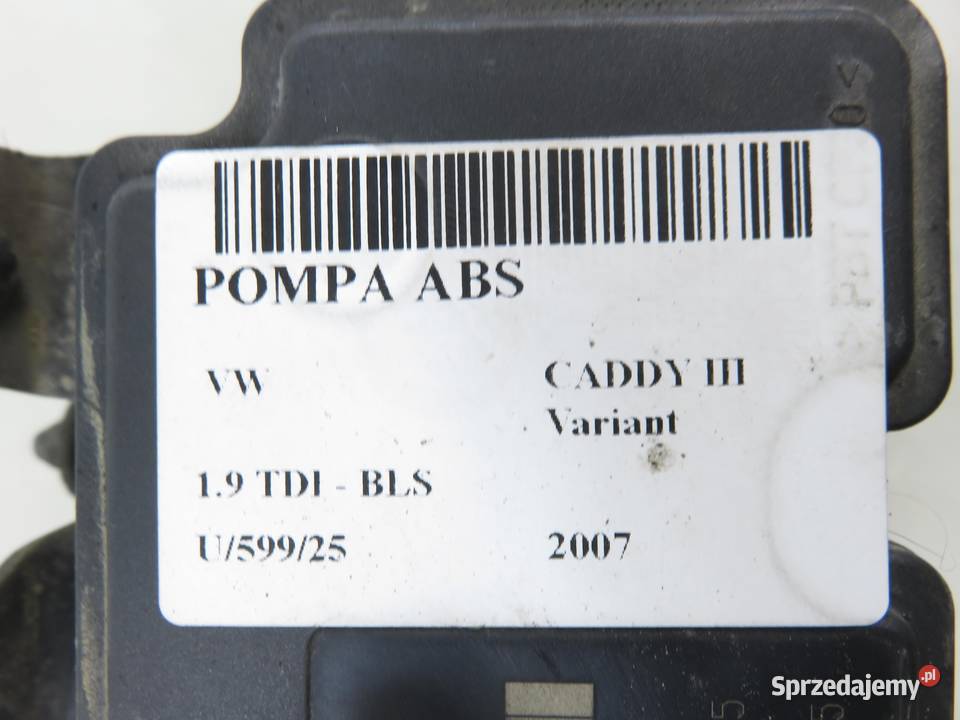 POMPA ABS
VW CADDY III
Variant
1.9 TDI - BLS
U/599/25 2007
Sprzedajemy.pl